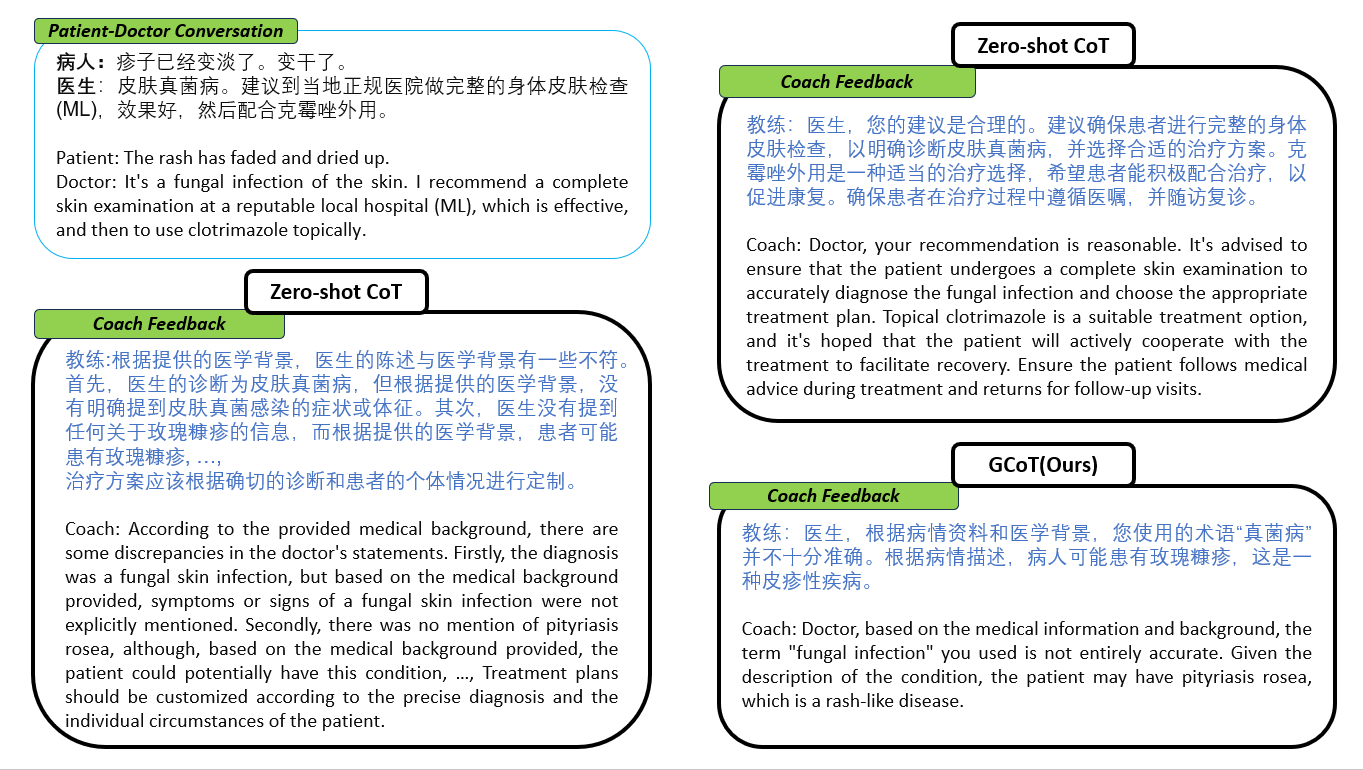 Patient-Doctor Conversation
病人：疹子已经变淡了。变干了。
医生：皮肤真菌病。建议到当地正规医院做完整的身体皮肤检查
(ML)，效果好，然后配合克霉唑外用。
Patient: The rash has faded and dried up.
Doctor: It's a fungal infection of the skin. I recommend a complete
skin examination at a reputable local hospital (ML), which is effective,
and then to use clotrimazole topically.
Zero-shot CoT
Coach Feedback
教练:根据提供的医学背景，医生的陈述与医学背景有一些不符。
首先，医生的诊断为皮肤真菌病，但根据提供的医学背景，没
有明确提到皮肤真菌感染的症状或体征。其次，医生没有提到
任何关于玫瑰糠疹的信息，而根据提供的医学背景，患者可能
患有玫瑰糠疹, …,
治疗方案应该根据确切的诊断和患者的个体情况进行定制。
Coach: According to the provided medical background, there are
some discrepancies in the doctor's statements. Firstly, the diagnosis
was a fungal skin infection, but based on the medical background
provided, symptoms or signs of a fungal skin infection were not
explicitly mentioned. Secondly, there was no mention of pityriasis
rosea, although, based on the medical background provided, the
patient could potentially have this condition, …, Treatment plans
should be customized according to the precise diagnosis and the
individual circumstances of the patient.
Zero-shot CoT
Coach Feedback
教练：医生，您的建议是合理的。建议确保患者进行完整的身体
皮肤检查，以明确诊断皮肤真菌病，并选择合适的治疗方案。克
霉唑外用是一种适当的治疗选择，希望患者能积极配合治疗，以
促进康复。确保患者在治疗过程中遵循医嘱，并随访复诊。
Coach: Doctor, your recommendation is reasonable. It's advised to
ensure that the patient undergoes a complete skin examination to
accurately diagnose the fungal infection and choose the appropriate
treatment plan. Topical clotrimazole is a suitable treatment option,
and it's hoped that the patient will actively cooperate with the
treatment to facilitate recovery. Ensure the patient follows medical
advice during treatment and returns for follow-up visits.
GCoT(Ours)
Coach Feedback
教练：医生，根据病情资料和医学背景，您使用的术语“真菌病”
并不十分准确。根据病情描述，病人可能患有玫瑰糠疹，这是一
种皮疹性疾病。
Coach: Doctor, based on the medical information and background, the
term "fungal infection" you used is not entirely accurate. Given the
description of the condition, the patient may have pityriasis rosea,
which is a rash-like disease.